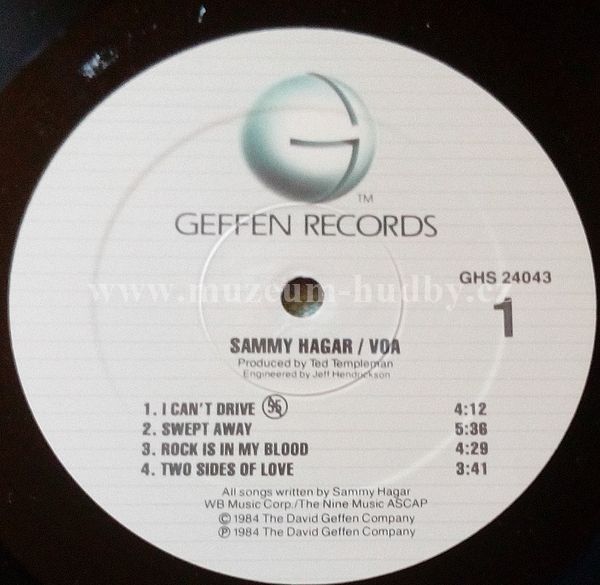 TM
GEFFEN RECORDS
GHS 24043
www.muzeum-hudby.cz
1
SAMMY HAGAR / VOA
Produced by Ted Templeman
Engineered by Jeff Hendrickson
1. I CAN'T DRIVE 55 4:12
2. SWEPT AWAY 5:36
3. ROCK IS IN MY BLOOD 4:29
4. TWO SIDES OF LOVE 3:41
All songs written by Sammy Hagar
WB Music Corp./The Nine Music ASCAP
© 1984 The David Geffen Company
℗ 1984 The David Geffen Company